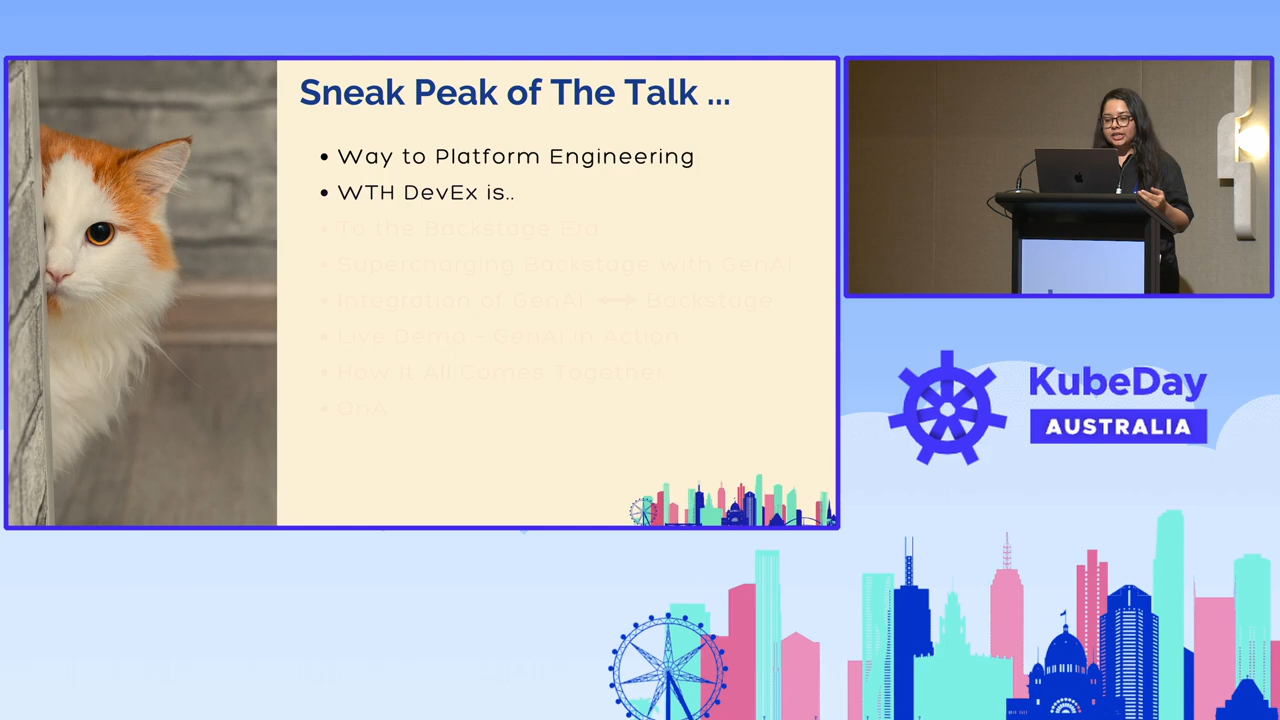 Sneak Peak of The Talk ...
• Way to Platform Engineering
• WTH DevEx is..
• To the Backstage Era
• Supercharging Backstage with GenAI
• Integration of GenAI ↔ Backstage
• Live Demo - GenAI in Action
• How It All Comes Together
• QnA
KubeDay
AUSTRALIA